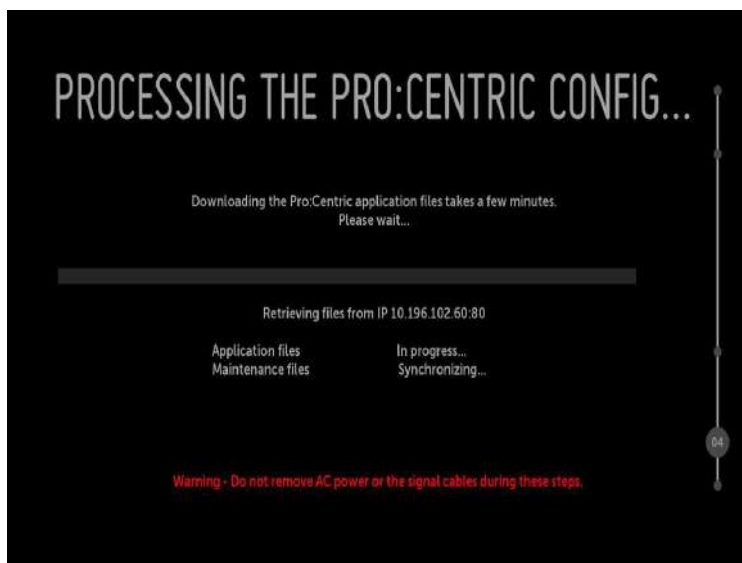 PROCESSING THE PRO:CENTRIC CONFIG...
Downloading the Pro:Centric application files takes a few minutes.
Please wait...
Retrieving files from IP 10.196.102.60:80
Application files In progress...
Maintenance files Synchronizing...
04
Warning - Do not remove AC power or the signal cables during these steps.